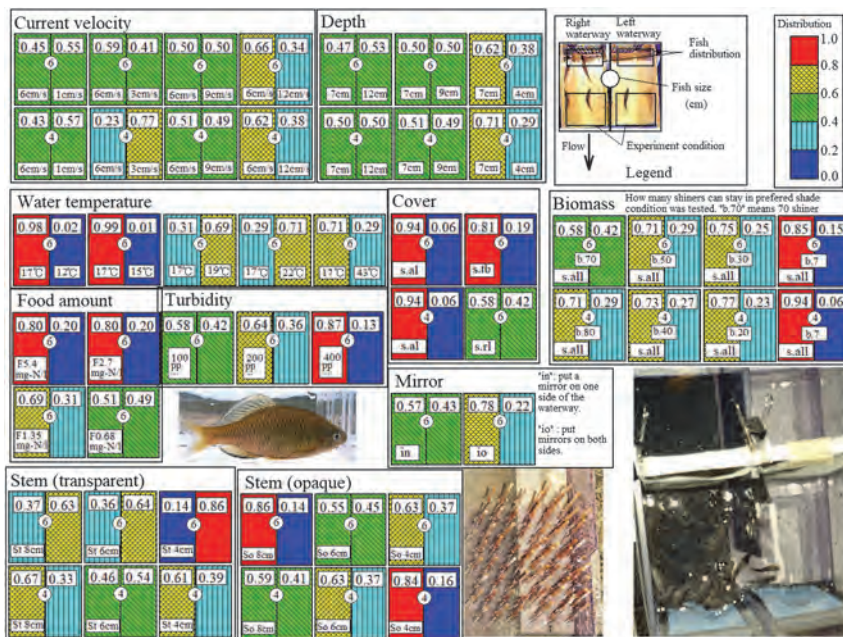 Current velocity
0.45 0.55 0.59 0.41 0.50 0.50 0.66 0.34
6 6 6 6
6cm/s 1cm/s 6cm/s 3cm/s 6cm/s 9cm/s 6cm/s 12cm/s
0.43 0.57 0.23 0.77 0.51 0.49 0.62 0.38
4 4 4 4
6cm/s 1cm/s 6cm/s 3cm/s 6cm/s 9cm/s 6cm/s 12cm/s
Depth
0.47 0.53 0.50 0.50 0.62 0.38
6 6 6
7cm 12cm 7cm 9cm 7cm 4cm
0.50 0.50 0.51 0.49 0.71 0.29
4 4 4
7cm 12cm 7cm 9cm 7cm 4cm
Right waterway
Left waterway
Fish distribution
Fish size
(cm)
Experiment condition
Flow
Legend
Distribution
1.0
0.8
0.6
0.4
0.2
0.0
Water temperature
0.98 0.02 0.99 0.01 0.31 0.69 0.29 0.71 0.71 0.29
6 6 6 6 6
17℃ 12℃ 17℃ 15℃ 17℃ 19℃ 17℃ 22℃ 17℃ 43℃
Cover
0.94 0.06 0.81 0.19
6 6
s.al s.fb
0.94 0.06 0.58 0.42
4 6
s.al s.rl
Biomass
How many shiners can stay in prefered shade
condition was tested. "b.70" means 70 shiner
0.58 0.42 0.71 0.29 0.75 0.25 0.85 0.15
6 6 6 6
b.70 b.50 b.30 b.7
s.all s.all s.all s.all
0.71 0.29 0.73 0.27 0.77 0.23 0.94 0.06
4 4 4 4
b.80 b.40 b.20 b.7
s.all s.all s.all s.all
Food amount
0.80 0.20 0.80 0.20
6 6
F5.4 F2.7
mg-N/l mg-N/l
0.69 0.31 0.51 0.49
6 6
F1.35 F0.68
mg-N/l mg-N/l
Turbidity
0.58 0.42 0.64 0.36 0.87 0.13
6 6 6
100 200 400
pp pp pp
Mirror
0.57 0.43 0.78 0.22
6 6
in io
"in": put a
mirror on one
side of the
waterway.
"io" : put
mirrors on both
sides.
Stem (transparent)
0.37 0.63 0.36 0.64 0.14 0.86
6 6 6
St 8cm St 6cm St 4cm
0.67 0.33 0.46 0.54 0.61 0.39
4 4 4
St 8cm St 6cm St 4cm
Stem (opaque)
0.86 0.14 0.55 0.45 0.63 0.37
6 6 6
So 8cm So 6cm So 4cm
0.59 0.41 0.63 0.37 0.84 0.16
4 4 4
So 8cm So 6cm So 4cm